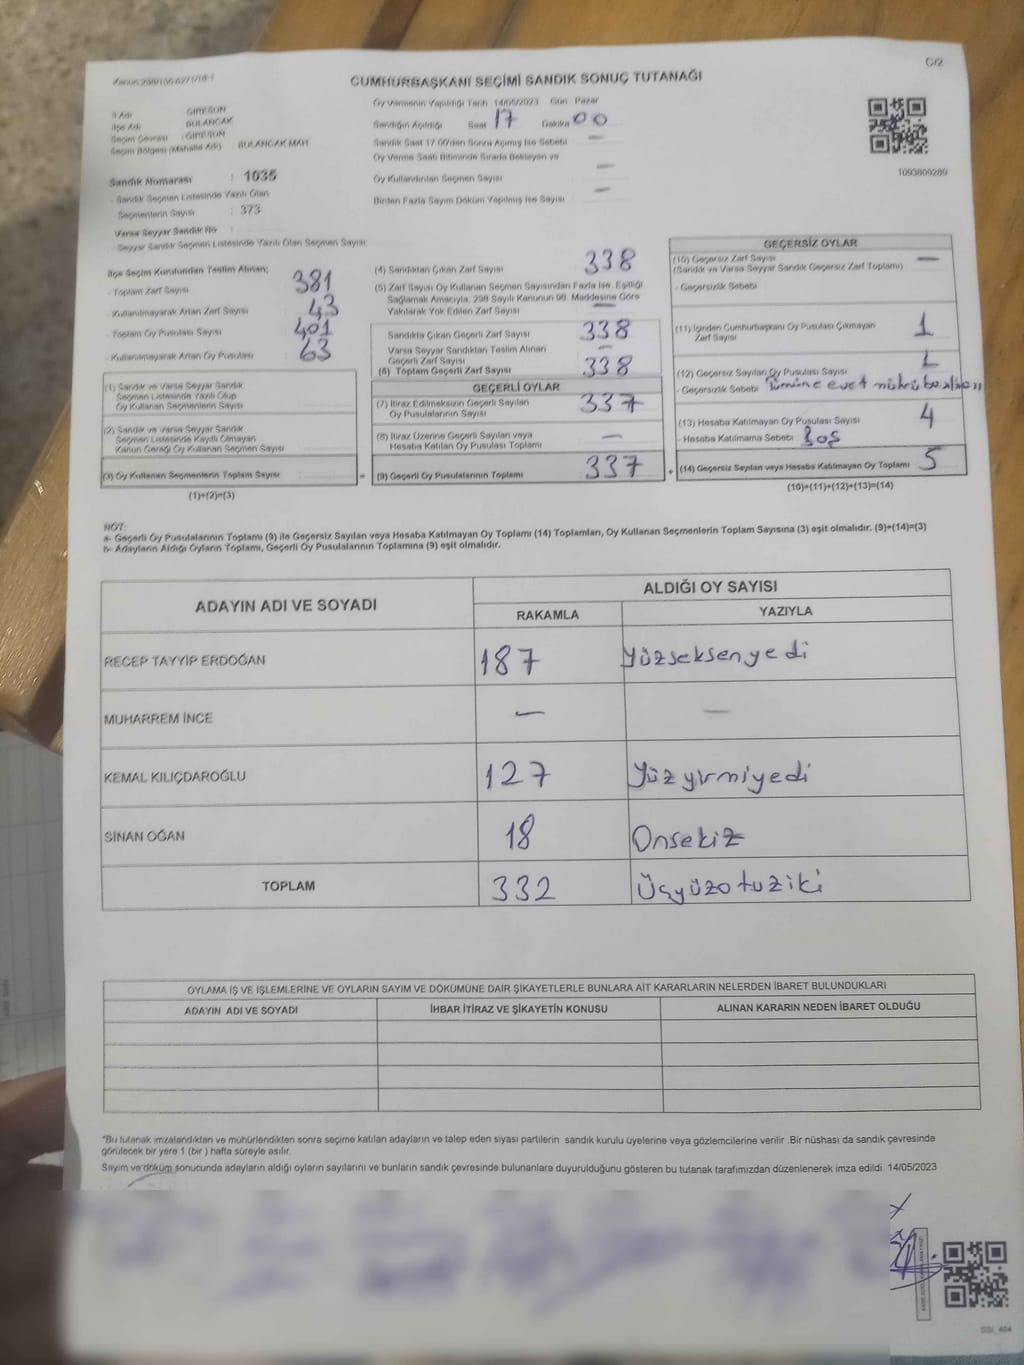 C/2
CUMHURBAŞKANI SEÇİMİ SANDIK SONUÇ TUTANAĞI
İl Adı : GİRESUN
İlçe Adı : BULANCAK
Seçim Çevresi : GİRESUN
Seçim Bölgesi (Mahalle Adı) : BULANCAK MAH
Sandık Numarası : 1035
- Sandık Seçmen Listesinde Yazılı Olan
Seçmenlerin Sayısı : 373
Varsa Seyyar Sandık No :
- Seyyar Sandık Seçmen Listesinde Yazılı Olan Seçmen Sayısı:
Oy Vermenin Yapıldığı Tarih : 14/05/2023 Gün : Pazar
Sandığın Açıldığı Saat : 17 Dakika : 00
Sandık Saat 17.00'den Sonra Açımış İse Sebebi : —
Oy Verme Saati Bitiminde Sırada Bekleyen ve
Oy Kullandırılan Seçmen Sayısı : —
Birden Fazla Sayım Döküm Yapılmış İse Sayısı : —
1093809289
İlçe Seçim Kurulundan Teslim Alınan;
- Toplam Zarf Sayısı : 381
- Kullanılmayarak Artan Zarf Sayısı : 43
- Toplam Oy Pusulası Sayısı : 401
- Kullanılmayarak Artan Oy Pusulası : 63
(1) Sandık ve Varsa Seyyar Sandık
Seçmen Listesinde Yazılı Olup
Oy Kullanan Seçmenlerin Sayısı :
(2) Sandık ve Varsa Seyyar Sandık
Seçmen Listesinde Kayıtlı Olmayan
Kanun Gereği Oy Kullanan Seçmen Sayısı :
(3) Oy Kullanan Seçmenlerin Toplam Sayısı : =
(1)+(2)=(3)
(4) Sandıktan Çıkan Zarf Sayısı : 338
(5) Zarf Sayısı Oy Kullanan Seçmen Sayısından Fazla İse, Eşitliği
Sağlamak Amacıyla; 298 Sayılı Kanunun 98. Maddesine Göre
Yakılarak Yok Edilen Zarf Sayısı : —
Sandıkta Çıkan Geçerli Zarf Sayısı : 338
Varsa Seyyar Sandıktan Teslim Alınan
Geçerli Zarf Sayısı : —
(6) Toplam Geçerli Zarf Sayısı : 338
GEÇERLİ OYLAR
(7) İtiraz Edilmeksizin Geçerli Sayılan
Oy Pusulalarının Sayısı : 337
(8) İtiraz Üzerine Geçerli Sayılan veya
Hesaba Katılan Oy Pusulası Toplamı : —
(9) Geçerli Oy Pusulalarının Toplamı : 337 +
GEÇERSİZ OYLAR
(10) Geçersiz Zarf Sayısı : —
(Sandık ve Varsa Seyyar Sandık Geçersiz Zarf Toplamı)
- Geçersizlik Sebebi :
(11) İçinden Cumhurbaşkanı Oy Pusulası Çıkmayan
Zarf Sayısı : 1
(12) Geçersiz Sayılan Oy Pusulası Sayısı :
- Geçersizlik Sebebi : Tümüne evet mührü
(13) Hesaba Katılmayan Oy Pusulası Sayısı : 4
- Hesaba Katılmama Sebebi : Boş
(14) Geçersiz Sayılan veya Hesaba Katılmayan Oy Toplamı : 5
(10)+(11)+(12)+(13)=(14)
NOT:
a- Geçerli Oy Pusulalarının Toplamı (9) ile Geçersiz Sayılan veya Hesaba Katılmayan Oy Toplamı (14) Toplamları, Oy Kullanan Seçmenlerin Toplam Sayısına (3) eşit olmalıdır. (9)+(14)=(3)
b- Adayların Aldığı Oyların Toplamı, Geçerli Oy Pusulalarının Toplamına (9) eşit olmalıdır.
ADAYIN ADI VE SOYADI
ALDIĞI OY SAYISI
RAKAMLA YAZIYLA
RECEP TAYYİP ERDOĞAN 187 Yüzseksenyedi
MUHARREM İNCE — —
KEMAL KILIÇDAROĞLU 127 Yüzyirmiyedi
SİNAN OĞAN 18 Onsekiz
TOPLAM 332 Üçyüzotuziki
OYLAMA İŞ VE İŞLEMLERİNE VE OYLARIN SAYIM VE DÖKÜMÜNE DAİR ŞİKAYETLERLE BUNLARA AİT KARARLARIN NELERDEN İBARET BULUNDUKLARI
ADAYIN ADI VE SOYADI İHBAR İTİRAZ VE ŞİKAYETİN KONUSU ALINAN KARARIN NEDEN İBARET OLDUĞU
*Bu tutanak imzalandıktan ve mühürlendikten sonra seçime katılan adayların ve talep eden siyasi partilerin sandık kurulu üyelerine veya gözlemcilerine verilir. Bir nüshası da sandık çevresinde
görülecek bir yere 1 (bir) hafta süreyle asılır.
Sayım ve döküm sonucunda adayların aldığı oyların sayılarını ve bunların sandık çevresinde bulunanlara duyurulduğunu gösteren bu tutanak tarafımızdan düzenlenerek imza edildi. 14/05/2023